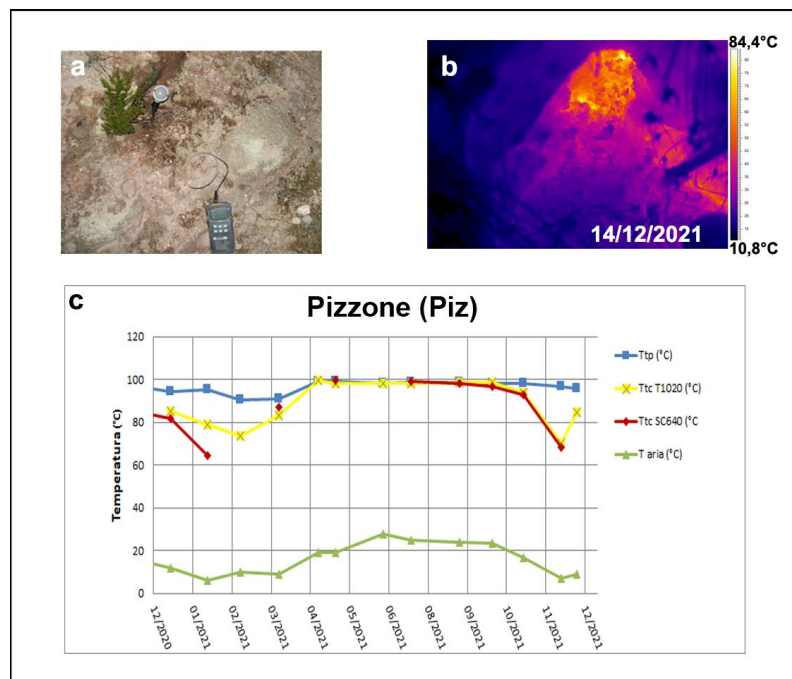 a
b
84,4°C
14/12/2021
10,8°C
c
Pizzone (Piz)
120
100
80
60
40
20
0
Temperatura (°C)
12/2020
01/2021
02/2021
03/2021
04/2021
05/2021
06/2021
07/2021
08/2021
09/2021
10/2021
11/2021
12/2021
Ttp (°C)
Ttc T1020 (°C)
Ttc SC640 (°C
T aria (°C)